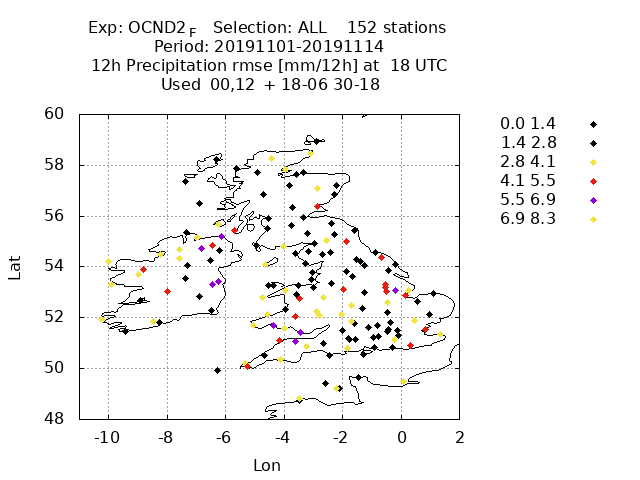 Exp: OCND2 F Selection: ALL 152 stations
Period: 20191101-20191114
12h Precipitation rmse [mm/12h] at 18 UTC
Used 00,12 + 18-06 30-18
60
58
56
54
52
50
48
Lat
-10 -8 -6 -4 -2 0 2
Lon
0.0 1.4
1.4 2.8
2.8 4.1
4.1 5.5
5.5 6.9
6.9 8.3